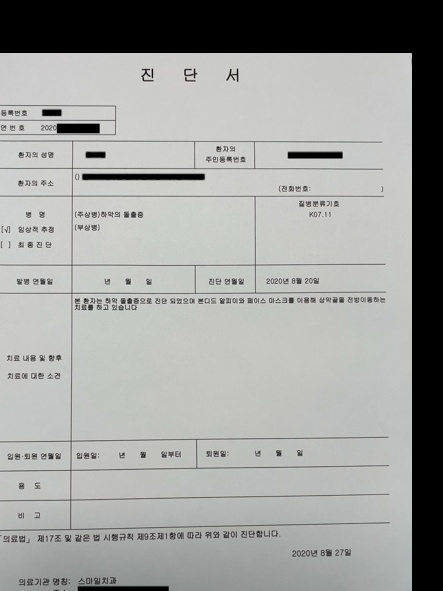 진 단 서
등록번호
연 번 호 2020
환자의 성명
환자의
주민등록번호
환자의 주소 ()
(전화번호: )
병 명
[√] 임상적 추정
[ ] 최 종 진 단
(주상병)하악의 돌출증
(부상병)
질병분류기호
K07.11
발병 연월일 년 월 일 진단 연월일 2020년 8월 20일
본 환자는 하악 돌출증으로 진단 되었으며 본디드 알피이와 페이스 마스크를 이용해 상악골을 전방이동하는
치료를 하고 있습니다
치료 내용 및 향후
치료에 대한 소견
입원·퇴원 연월일 입원일: 년 월 일부터 퇴원일: 년 월 일
용 도
비 고
「의료법」 제17조 및 같은 법 시행규칙 제9조제1항에 따라 위와 같이 진단합니다.
2020년 8월 27일
의료기관 명칭: 스마일치과